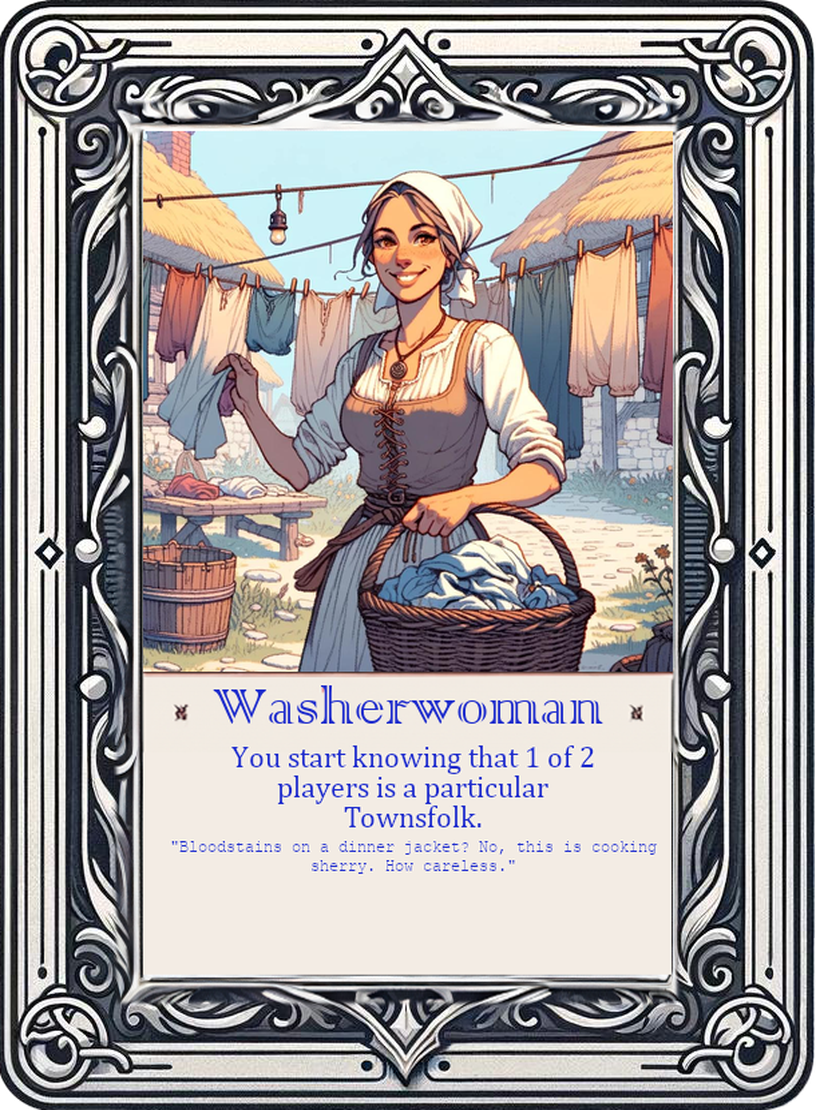 Washerwoman
You start knowing that 1 of 2
players is a particular
Townsfolk.
"Bloodstains on a dinner jacket? No, this is cooking
sherry. How careless."